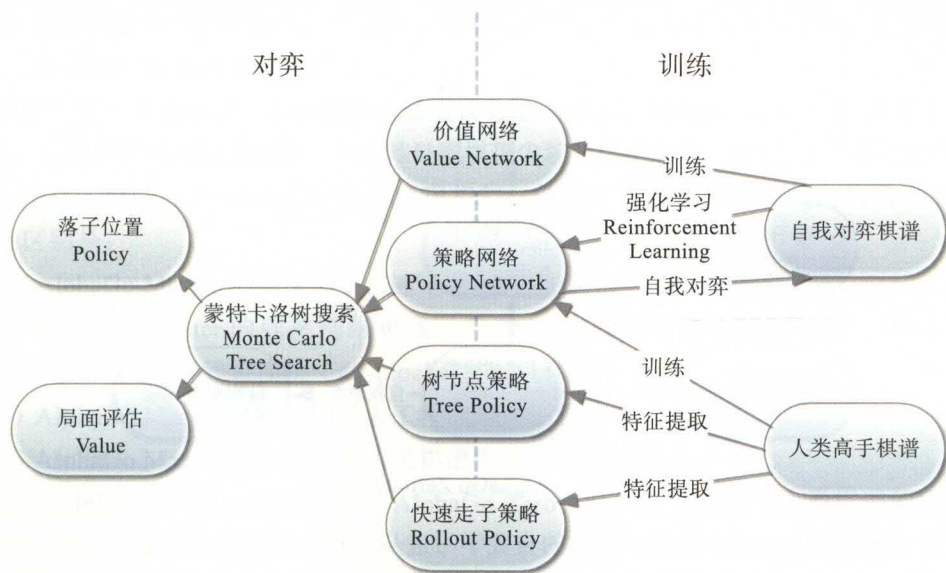 对弈
训练
价值网络
Value Network
训练
强化学习
Reinforcement
Learning
自我对弈棋谱
落子位置
Policy
策略网络
Policy Network
自我对弈
蒙特卡洛树搜索
Monte Carlo
Tree Search
训练
树节点策略
Tree Policy
特征提取
局面评估
Value
人类高手棋谱
特征提取
快速走子策略
Rollout Policy